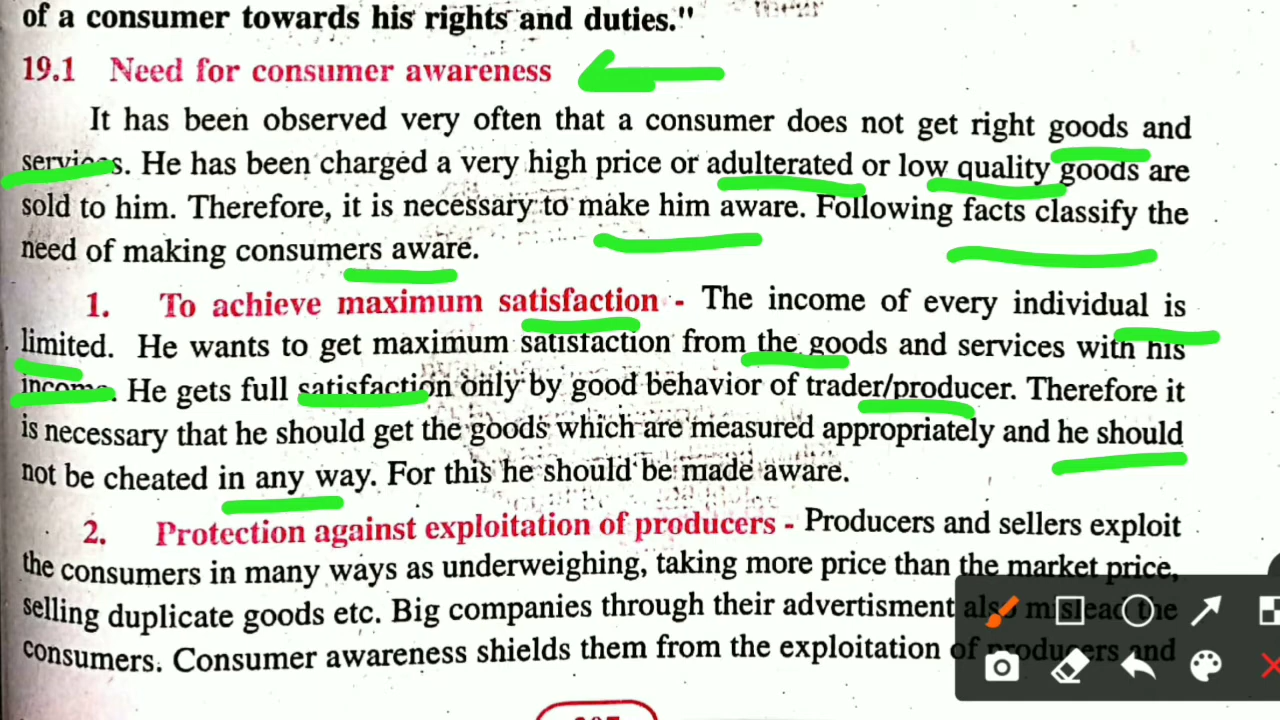 of a consumer towards his rights and duties."
19.1 Need for consumer awareness
It has been observed very often that a consumer does not get right goods and
services. He has been charged a very high price or adulterated or low quality goods are
sold to him. Therefore, it is necessary to make him aware. Following facts classify the
need of making consumers aware.
1. To achieve maximum satisfaction - The income of every individual is
limited. He wants to get maximum satisfaction from the goods and services with his
income. He gets full satisfaction only by good behavior of trader/producer. Therefore it
is necessary that he should get the goods which are measured appropriately and he should
not be cheated in any way. For this he should be made aware.
2. Protection against exploitation of producers - Producers and sellers exploit
the consumers in many ways as underweighing, taking more price than the market price,
selling duplicate goods etc. Big companies through their advertisment also mislead the
consumers. Consumer awareness shields them from the exploitation of producers and